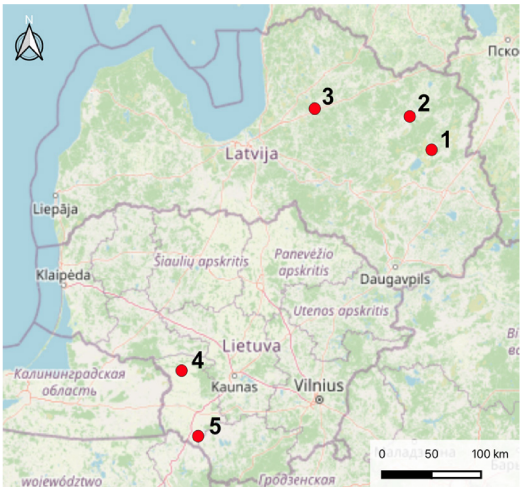 N
Пско
3
2
1
Latvija
Liepāja
Šiaulių apskritis
Panevėžio
apskritis
Daugavpils
Klaipėda
Utenos apskritis
Lietuva
4
Калининградская
область
Kaunas
Vilnius
5
0 50 100 km
województwo
Гродзенская